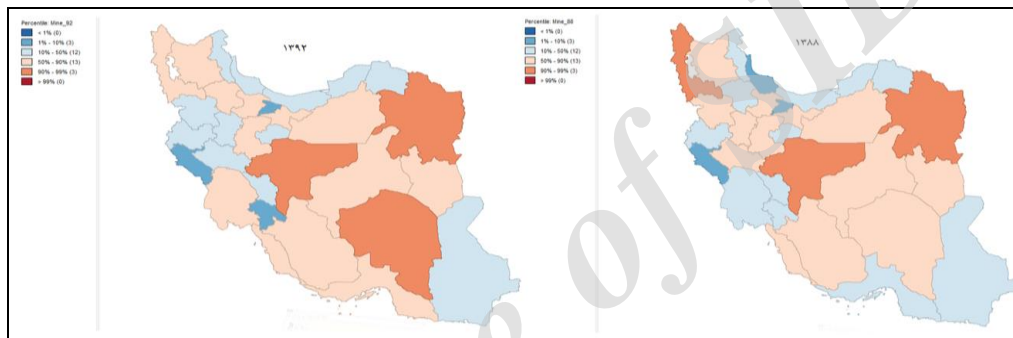 Percentile: Mine_92
< 1% (0)
1% - 10% (3)
10% - 50% (12)
50% - 90% (13)
90% - 99% (3)
> 99% (0)
۱۳۹۲
Percentile: Mine_88
< 1% (0)
1% - 10% (3)
10% - 50% (12)
50% - 90% (13)
90% - 99% (3)
> 99% (0)
۱۳۸۸
of